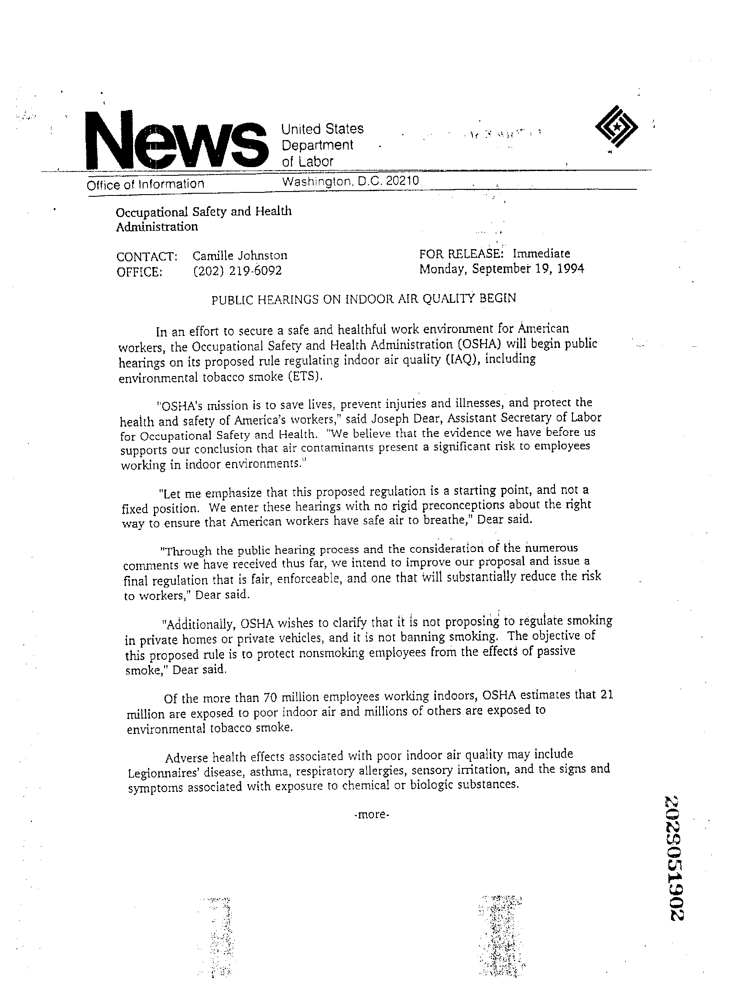 News
United States
Department
of Labor
Office of Information
Washington, D.C. 20210
Occupational Safety and Health
Administration
CONTACT: Camille Johnston
OFFICE: (202) 219-6092
FOR RELEASE: Immediate
Monday, September 19, 1994
PUBLIC HEARINGS ON INDOOR AIR QUALITY BEGIN
In an effort to secure a safe and healthful work environment for American
workers, the Occupational Safety and Health Administration (OSHA) will begin public
hearings on its proposed rule regulating indoor air quality (IAQ), including
environmental tobacco smoke (ETS).
"OSHA's mission is to save lives, prevent injuries and illnesses, and protect the
health and safety of America's workers," said Joseph Dear, Assistant Secretary of Labor
for Occupational Safety and Health. "We believe that the evidence we have before us
supports our conclusion that air contaminants present a significant risk to employees
working in indoor environments."
"Let me emphasize that this proposed regulation is a starting point, and not a
fixed position. We enter these hearings with no rigid preconceptions about the right
way to ensure that American workers have safe air to breathe," Dear said.
"Through the public hearing process and the consideration of the numerous
comments we have received thus far, we intend to improve our proposal and issue a
final regulation that is fair, enforceable, and one that will substantially reduce the risk
to workers," Dear said.
"Additionally, OSHA wishes to clarify that it is not proposing to regulate smoking
in private homes or private vehicles, and it is not banning smoking. The objective of
this proposed rule is to protect nonsmoking employees from the effects of passive
smoke," Dear said.
Of the more than 70 million employees working indoors, OSHA estimates that 21
million are exposed to poor indoor air and millions of others are exposed to
environmental tobacco smoke.
Adverse health effects associated with poor indoor air quality may include
Legionnaires' disease, asthma, respiratory allergies, sensory irritation, and the signs and
symptoms associated with exposure to chemical or biologic substances.
-more-
2029051902